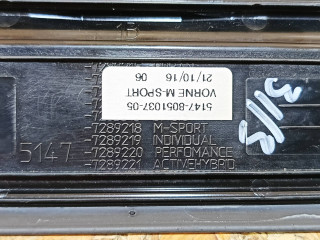 5147-8051037-05
VORNE M-SPORT
21/10/16 06
-7289218 M-SPORT
-7289219 INDIVIDUAL
5147 -7289220 PERFOMANCE
-7289221 ACTIVEHYBRID